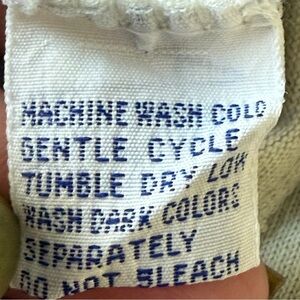 MACHINE WASH COLD
GENTLE CYCLE
TUMBLE DRY LOW
WASH DARK COLORS
SEPARATELY
DO NOT BLEACH